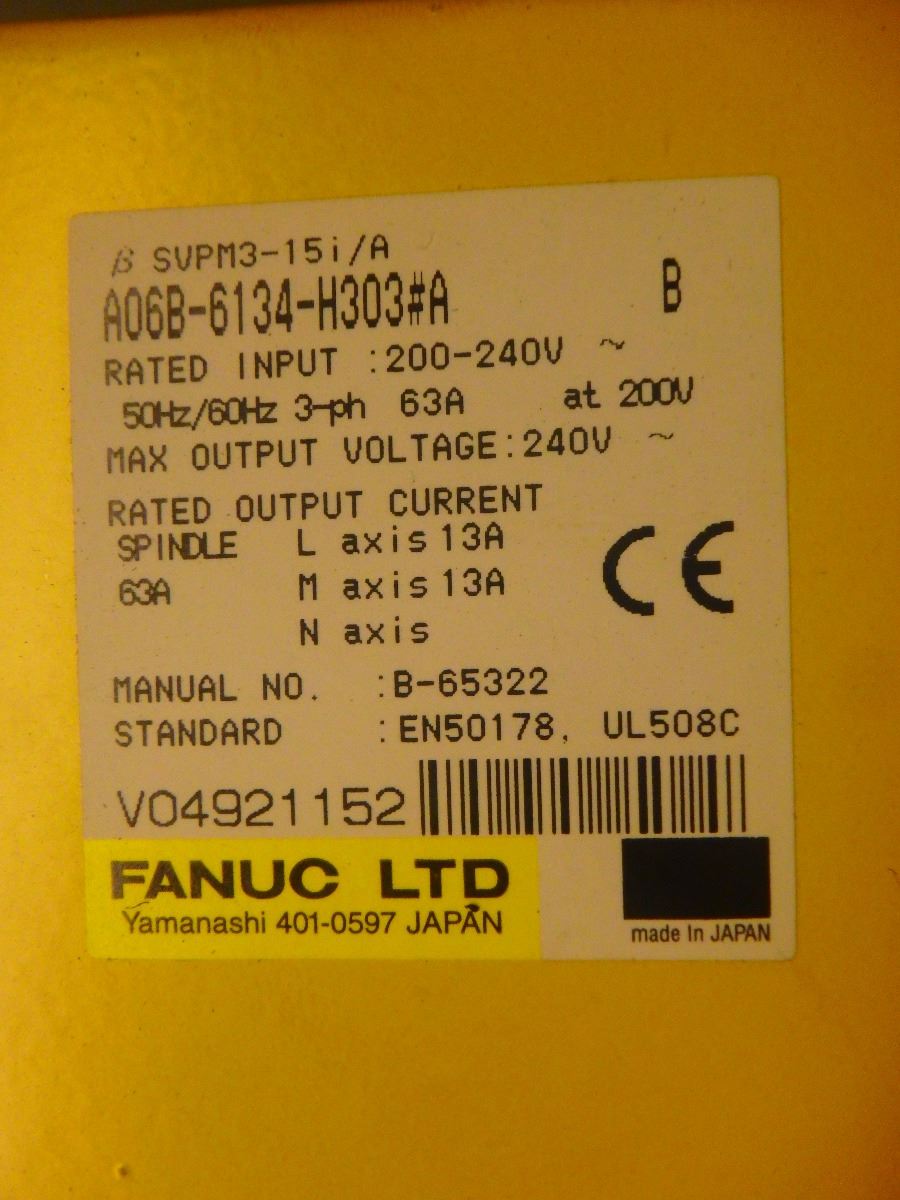 β SVPM3-15i/A
A06B-6134-H303#A B
RATED INPUT :200-240V ~
50Hz/60Hz 3-ph 63A at 200V
MAX OUTPUT VOLTAGE:240V ~
RATED OUTPUT CURRENT
SPINDLE L axis 13A
63A M axis 13A
N axis
CE
MANUAL NO. :B-65322
STANDARD :EN50178, UL508C
V04921152
FANUC LTD
Yamanashi 401-0597 JAPAN
made In JAPAN